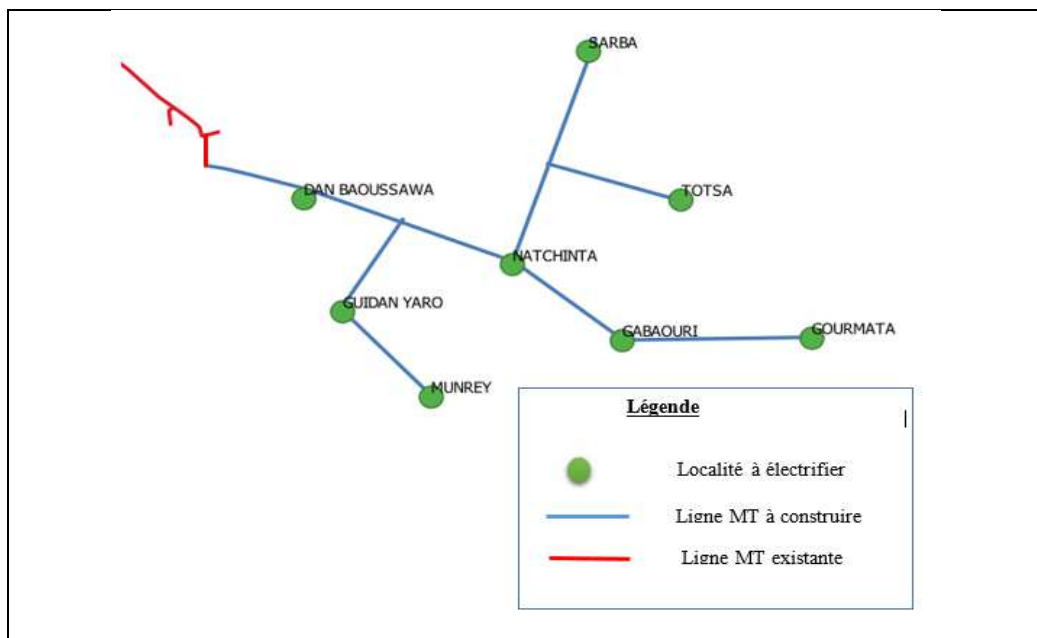 SARBA
DAN BAOUSSAWA
TOTSA
NATCHINTA
GUIDAN YARO
GABAOURI
GOURMATA
MUNREY
Légende
Localité à électrifier
Ligne MT à construire
Ligne MT existante